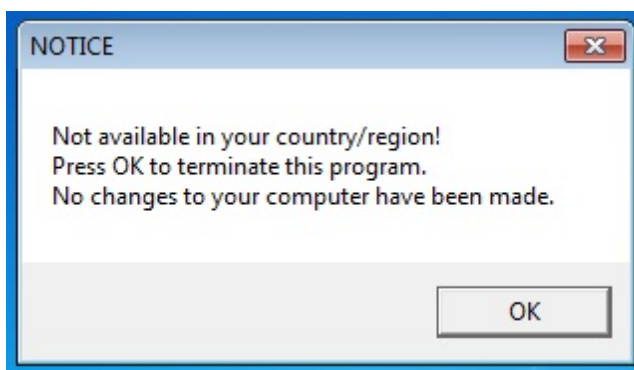 NOTICE
Not available in your country/region!
Press OK to terminate this program.
No changes to your computer have been made.
OK